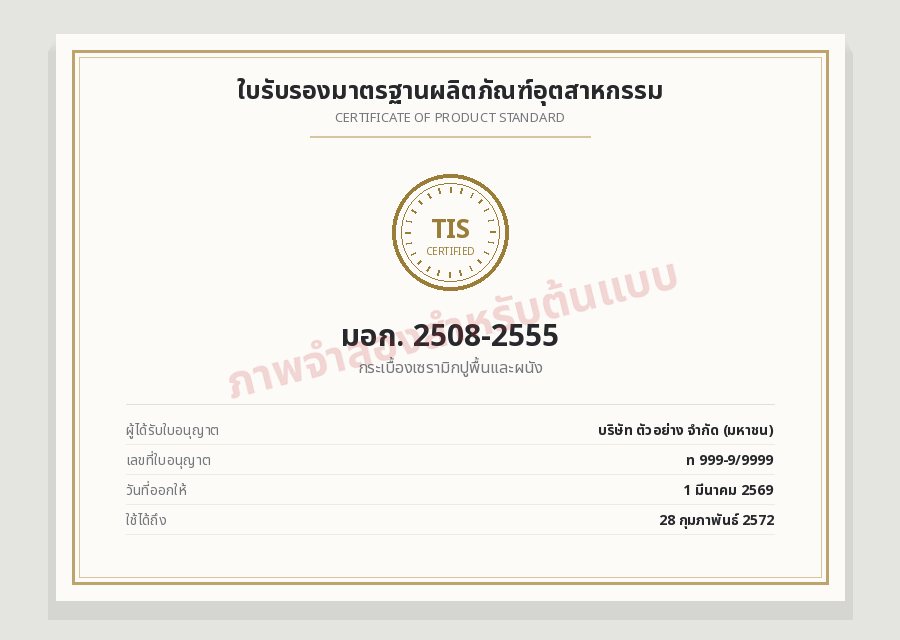 ใบรับรองมาตรฐานผลิตภัณฑ์อุตสาหกรรม
CERTIFICATE OF PRODUCT STANDARD
TIS
CERTIFIED
ภาพจำลองสำหรับต้นแบบ
มอก. 2508-2555
กระเบื้องเซรามิกปูพื้นและผนัง
ผู้ได้รับใบอนุญาต บริษัท ตัวอย่าง จำกัด (มหาชน)
เลขที่ใบอนุญาต ท 999-9/9999
วันที่ออกให้ 1 มีนาคม 2569
ใช้ได้ถึง 28 กุมภาพันธ์ 2572